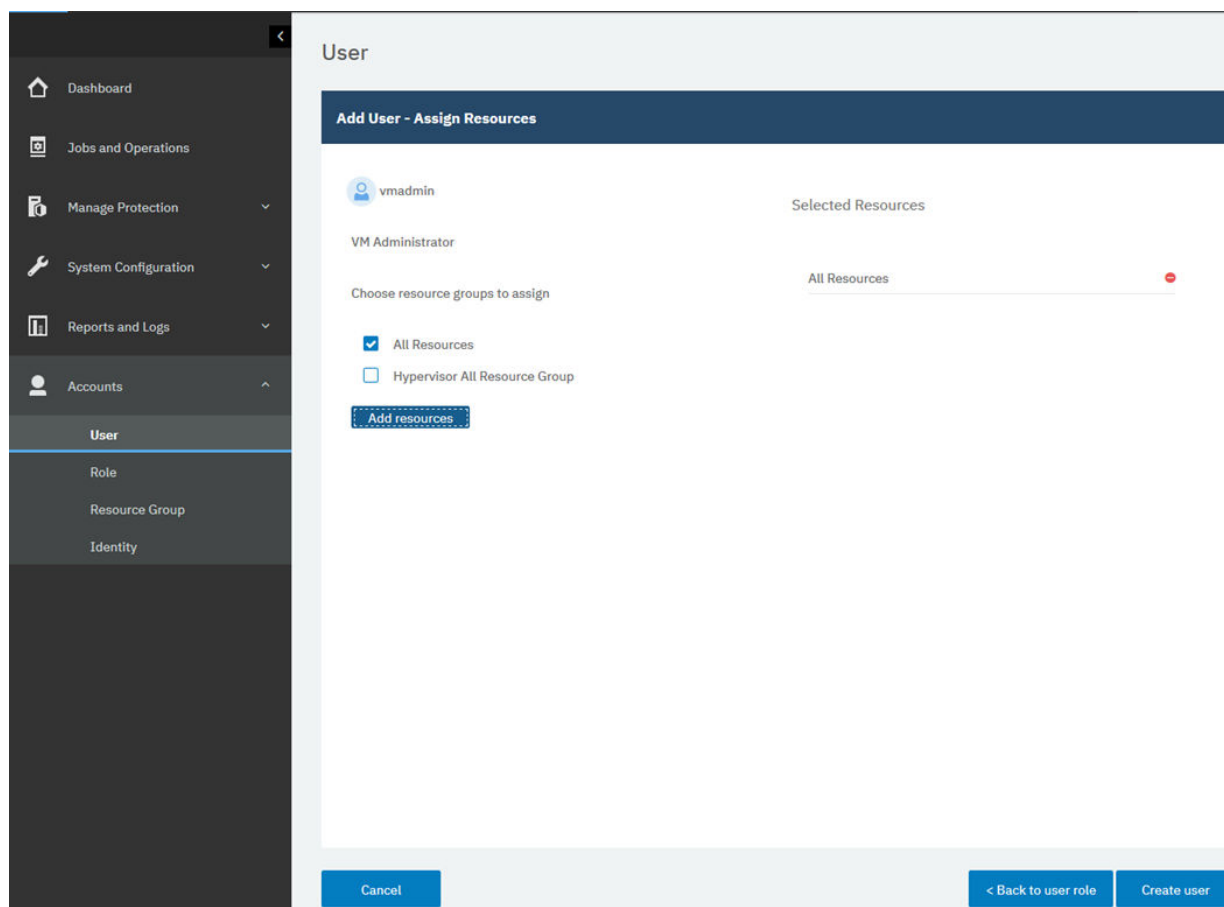 Dashboard
Jobs and Operations
Manage Protection
System Configuration
Reports and Logs
Accounts
User
Role
Resource Group
Identity
User
Add User - Assign Resources
vmadmin
VM Administrator
Choose resource groups to assign
All Resources
Hypervisor All Resource Group
Add resources
Selected Resources
All Resources
Cancel
< Back to user role
Create user